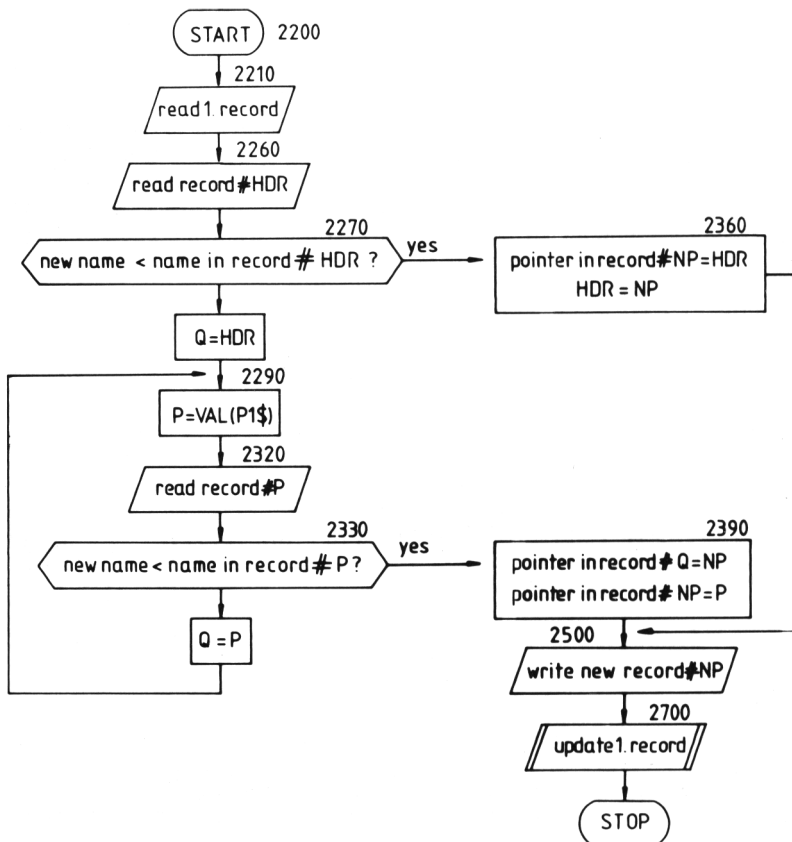 START 2200
2210
read 1. record
2260
read record #HDR
2270
new name < name in record # HDR ?
yes
2360
pointer in record #NP=HDR
HDR = NP
Q=HDR
2290
P=VAL(P1$)
2320
read record #P
2330
new name < name in record # P ?
yes
2390
pointer in record # Q=NP
pointer in record # NP=P
Q = P
2500
write new record #NP
2700
update 1. record
STOP